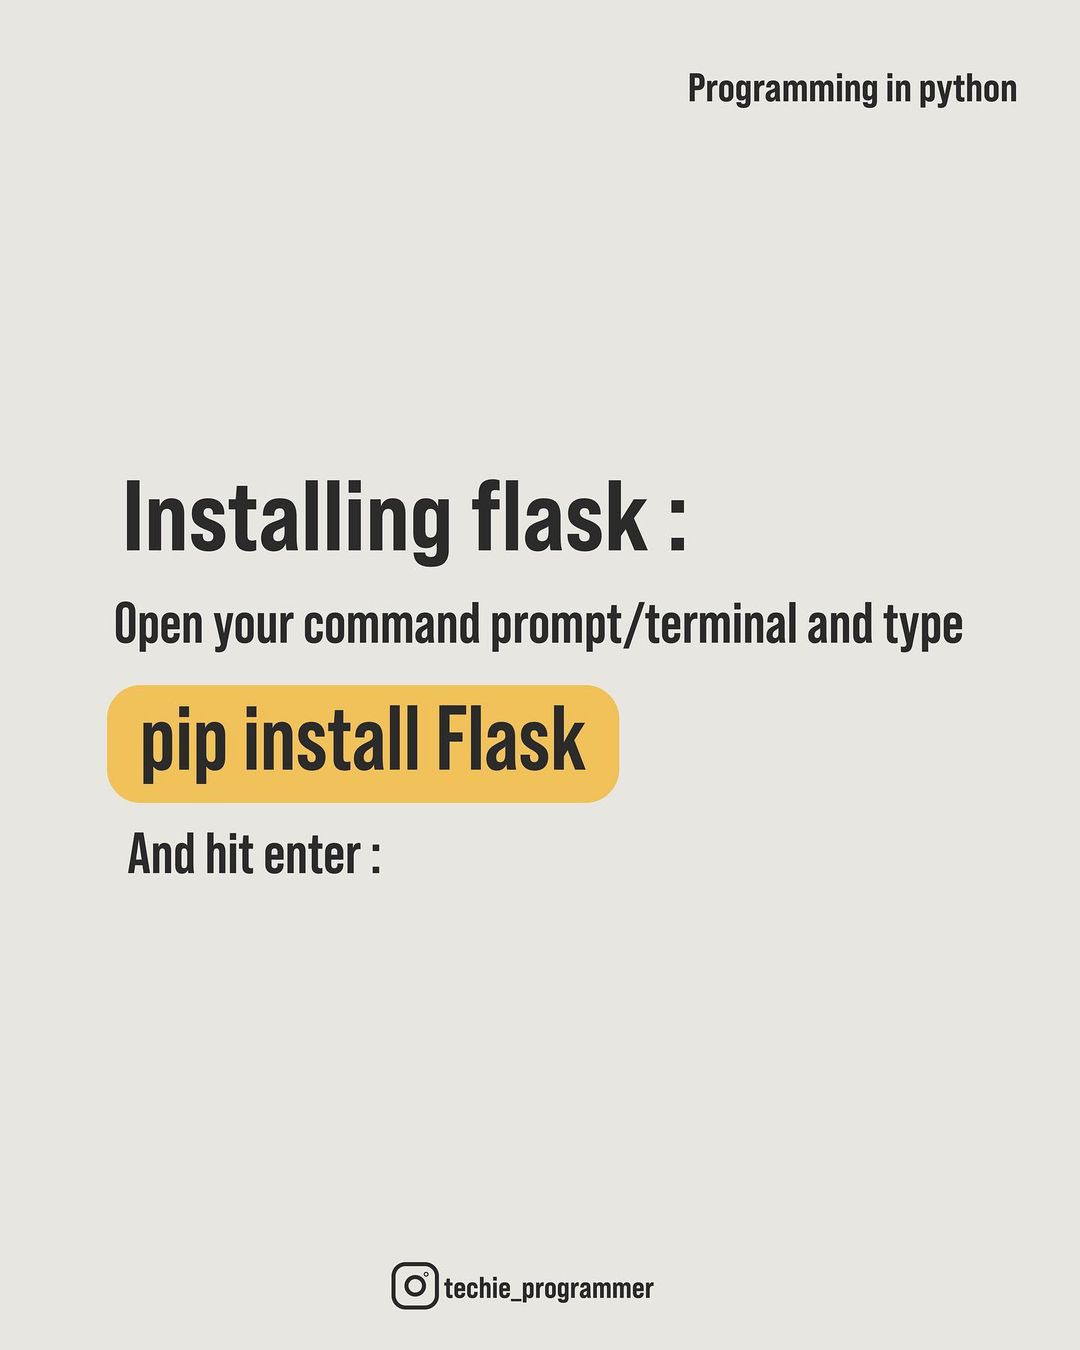 Programming in python
Installing flask :
Open your command prompt/terminal and type
pip install Flask
And hit enter :
techie_programmer